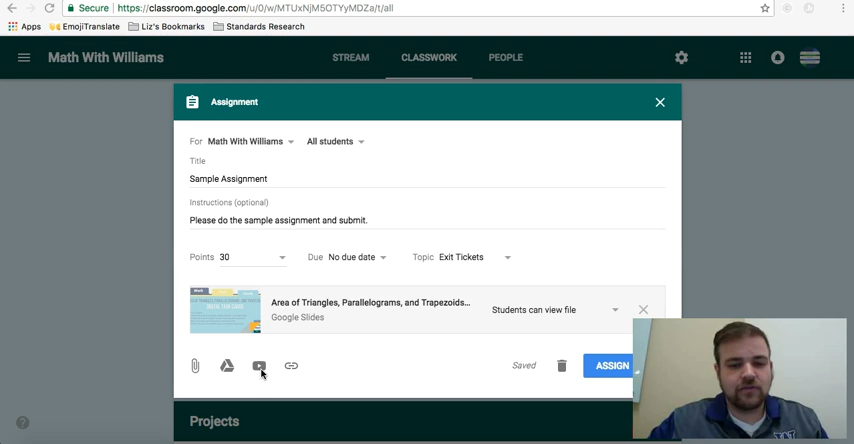 Secure https://classroom.google.com/u/0/w/MTUxNjM5OTYyMDZa/t/all
Apps EmojiTranslate Liz's Bookmarks Standards Research
Math With Williams STREAM CLASSWORK PEOPLE
Assignment
For Math With Williams All students
Title
Sample Assignment
Instructions (optional)
Please do the sample assignment and submit.
Points 30 Due No due date Topic Exit Tickets
Area of Triangles, Parallelograms, and Trapezoids...
Google Slides
Students can view file
Saved ASSIGN
Projects